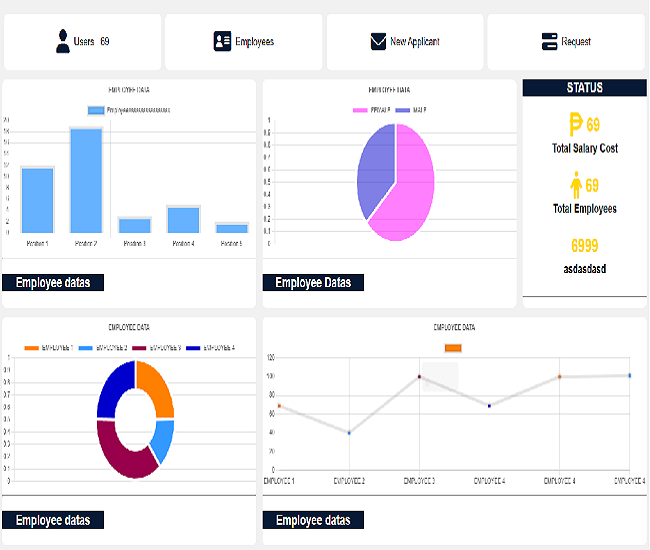 Users 69
Employees
New Applicant
Request
EMPLOYEE DATA
20
8
6
4
2
0
Position 1 Position 2 Position 3 Position 4 Position 5
Employee datas
EMPLOYEE DATA
FEMALE MALE
1
0.9
0.8
0.7
0.6
0.5
0.4
0.3
0.2
0.1
0
Employee Datas
STATUS
₱ 69
Total Salary Cost
69
Total Employees
6999
asdasdasd
EMPLOYEE DATA
EMPLOYEE 1 EMPLOYEE 2 EMPLOYEE 3 EMPLOYEE 4
1
0.9
0.8
0.7
0.6
0.5
0.4
0.3
0.2
0.1
0
Employee datas
EMPLOYEE DATA
120
100
80
60
40
20
0
EMPLOYEE 1 EMPLOYEE 2 EMPLOYEE 3 EMPLOYEE 4 EMPLOYEE 4 EMPLOYEE 4
Employee datas